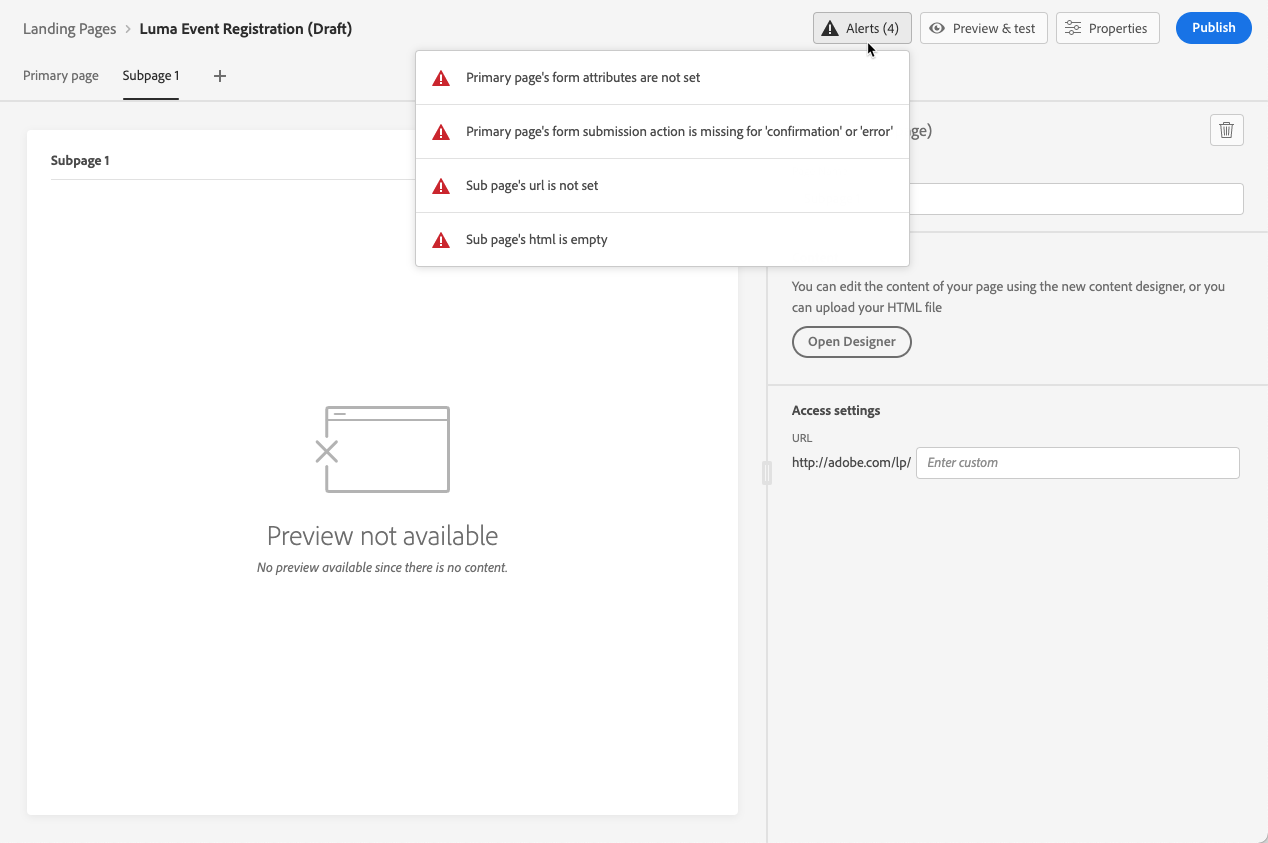 Landing Pages > Luma Event Registration (Draft)
Alerts (4)
Preview & test
Properties
Publish
Primary page
Subpage 1
Primary page's form attributes are not set
Primary page's form submission action is missing for 'confirmation' or 'error'
Sub page's url is not set
Sub page's html is empty
Subpage 1
You can edit the content of your page using the new content designer, or you
can upload your HTML file
Open Designer
Access settings
URL
http://adobe.com/lp/
Enter custom
Preview not available
No preview available since there is no content.